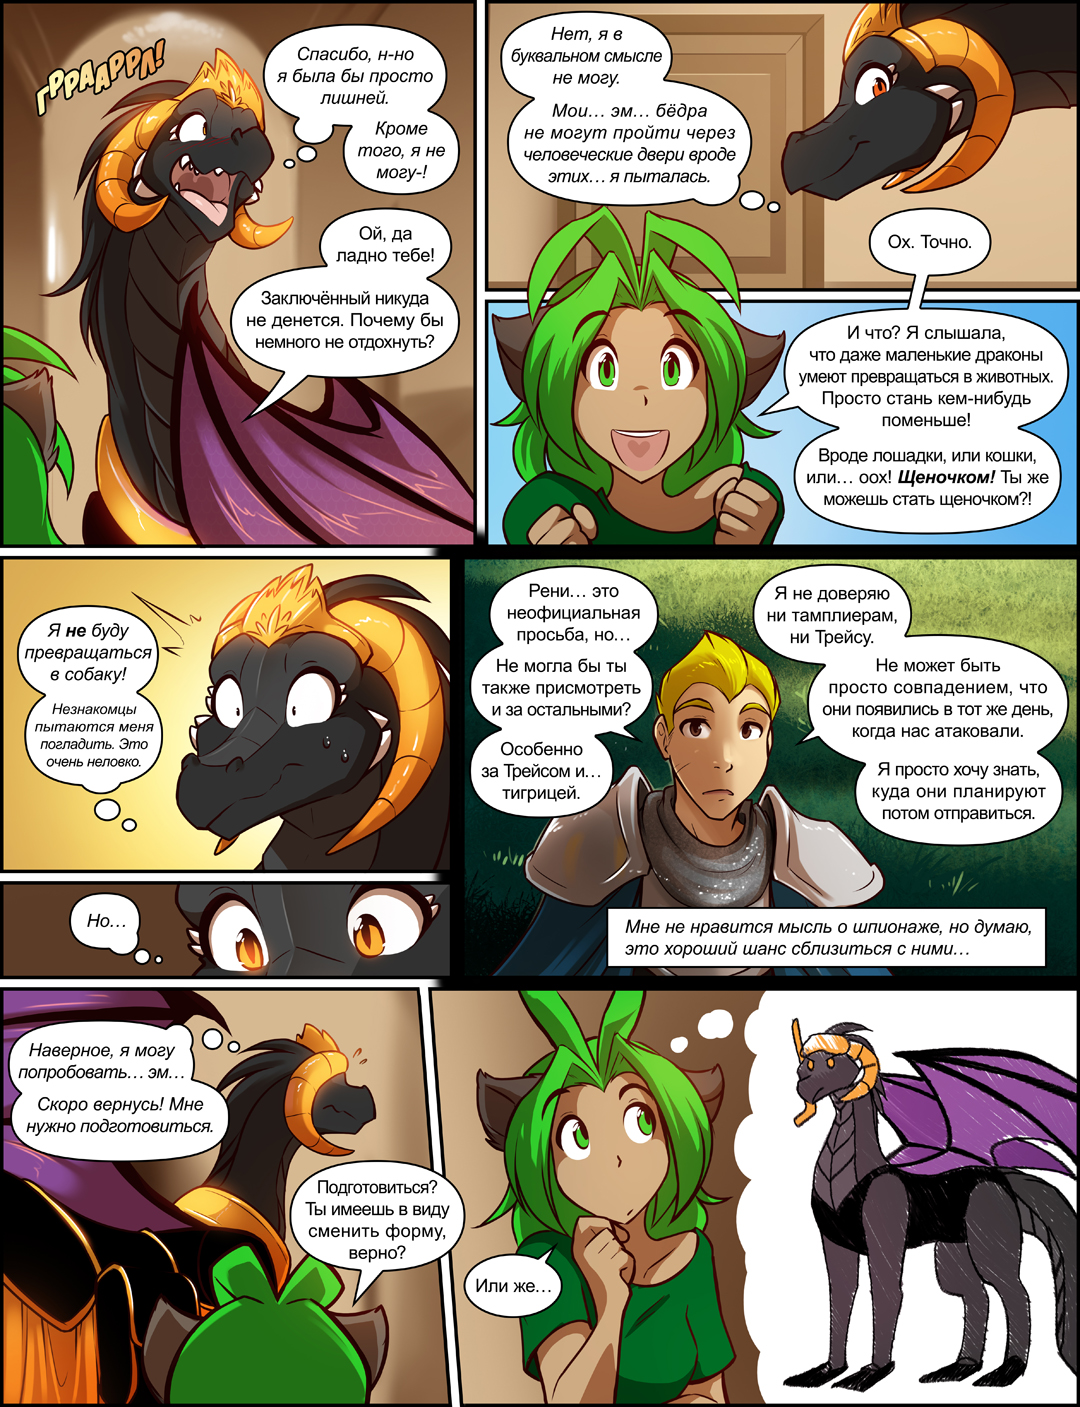 ГРРААРРЛ!
Спасибо, н-но
я была бы просто
лишней.
Кроме
того, я не
могу-!
Ой, да
ладно тебе!
Заключённый никуда
не денется. Почему бы
немного не отдохнуть?
Нет, я в
буквальном смысле
не могу.
Мои... эм... бёдра
не могут пройти через
человеческие двери вроде
этих... я пыталась.
Ох. Точно.
И что? Я слышала,
что даже маленькие драконы
умеют превращаться в животных.
Просто стань кем-нибудь
поменьше!
Вроде лошадки, или кошки,
или... оох! Щеночком! Ты же
можешь стать щеночком?!
Я не буду
превращаться
в собаку!
Незнакомцы
пытаются меня
погладить. Это
очень неловко.
Но...
Рени... это
неофициальная
просьба, но...
Не могла бы ты
также присмотреть
и за остальными?
Особенно
за Трейсом и...
тигрицей.
Я не доверяю
ни тамплиерам,
ни Трейсу.
Не может быть
просто совпадением, что
они появились в тот же день,
когда нас атаковали.
Я просто хочу знать,
куда они планируют
потом отправиться.
Мне не нравится мысль о шпионаже, но думаю,
это хороший шанс сблизиться с ними...
Наверное, я могу
попробовать... эм...
Скоро вернусь! Мне
нужно подготовиться.
Подготовиться?
Ты имеешь в виду
сменить форму,
верно?
Или же...